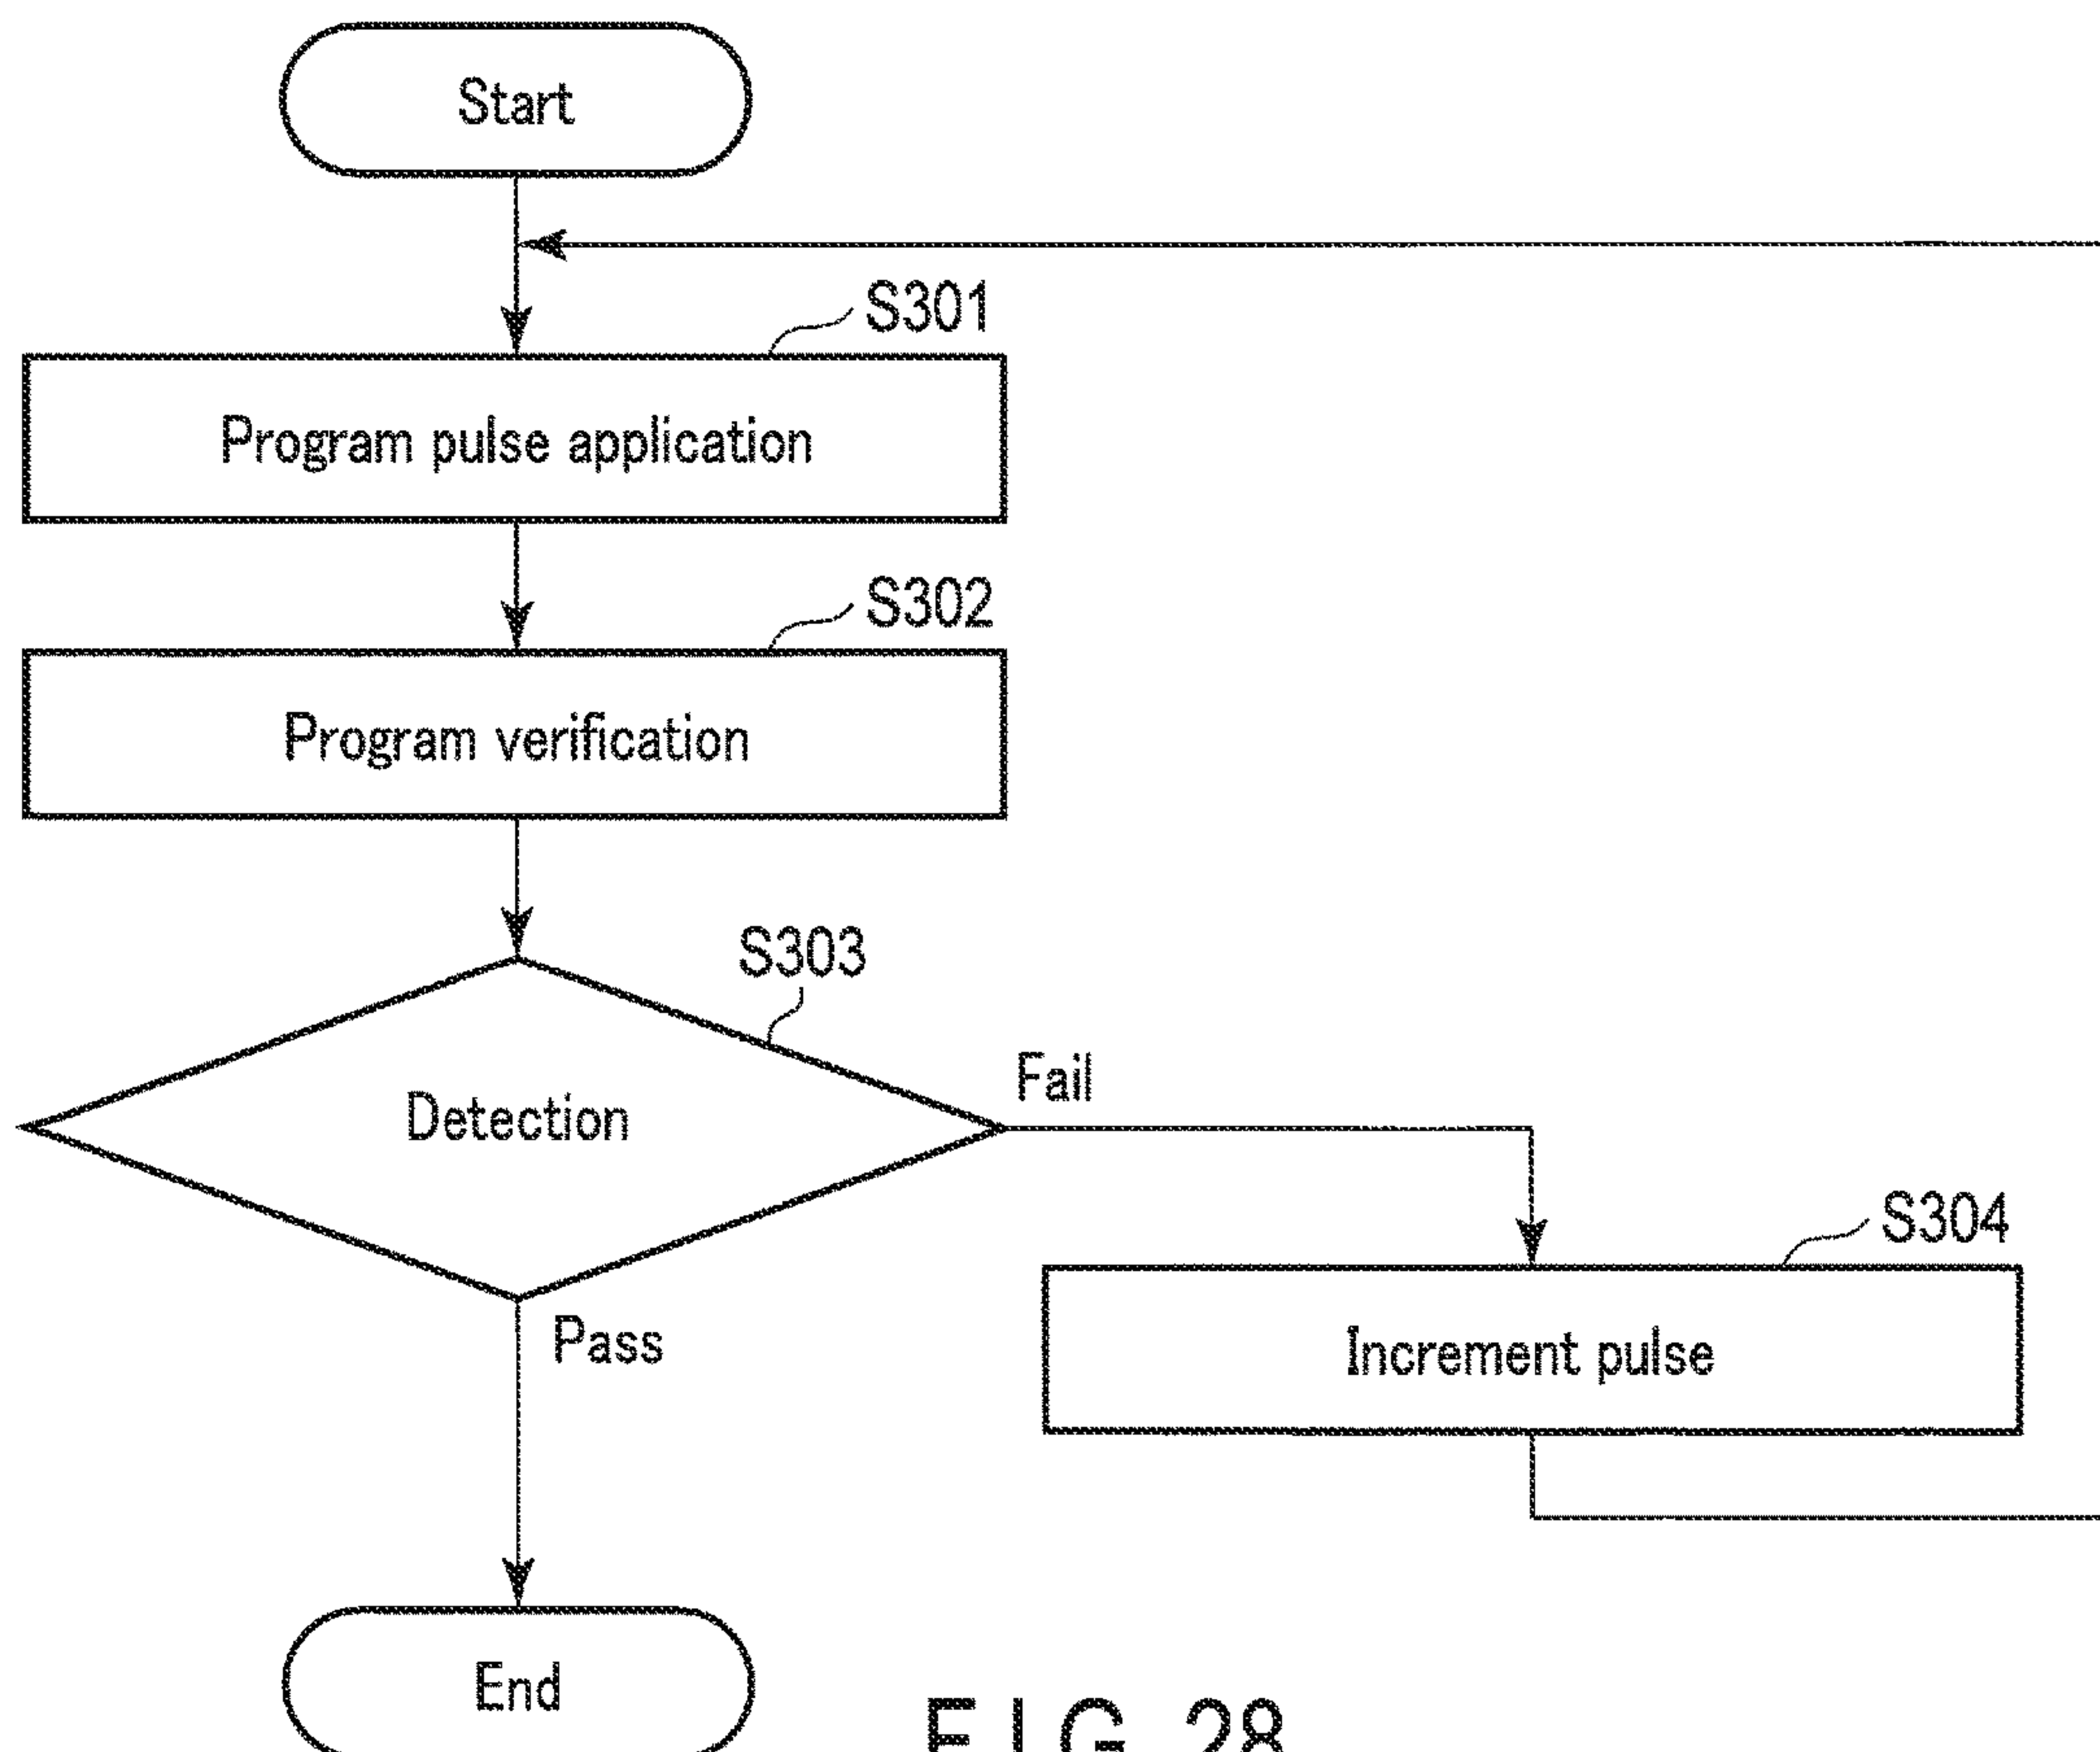 Start
S301
Program pulse application
S302
Program verification
S303
Detection
Fail
S304
Increment pulse
Pass
End
FIG. 28